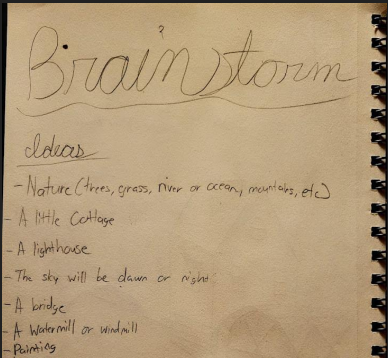 Brainstorm
Ideas
- Nature (trees, grass, river or ocean, mountains, etc)
- A little Cottage
- A lighthouse
- The sky will be dawn or night
- A bridge
- A Watermill or windmill
- Painting